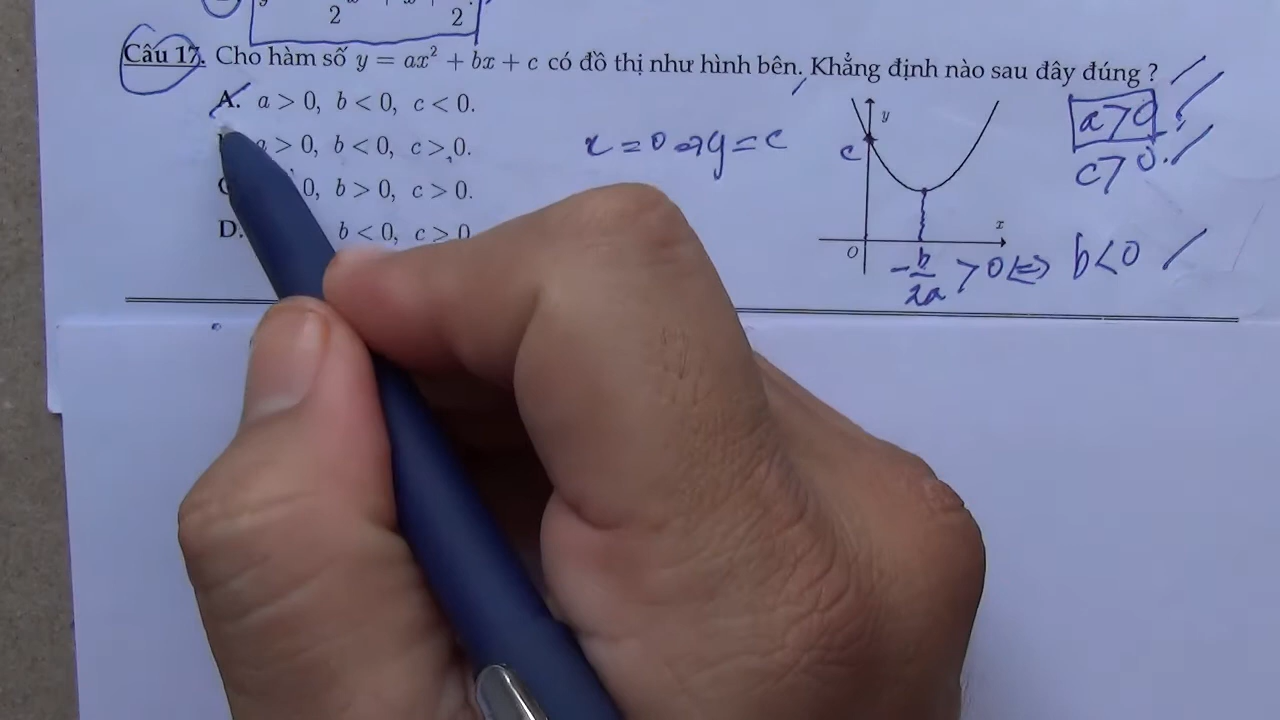 2 2
Câu 17. Cho hàm số y = ax² + bx + c có đồ thị như hình bên. Khẳng định nào sau đây đúng ?
A. a > 0, b < 0, c < 0.
a > 0, b < 0, c > 0.
0, b > 0, c > 0.
D. b < 0, c > 0
x = 0 => y = c
y
c
x
O
-b/2a > 0 <=> b < 0
a > 0
c > 0.